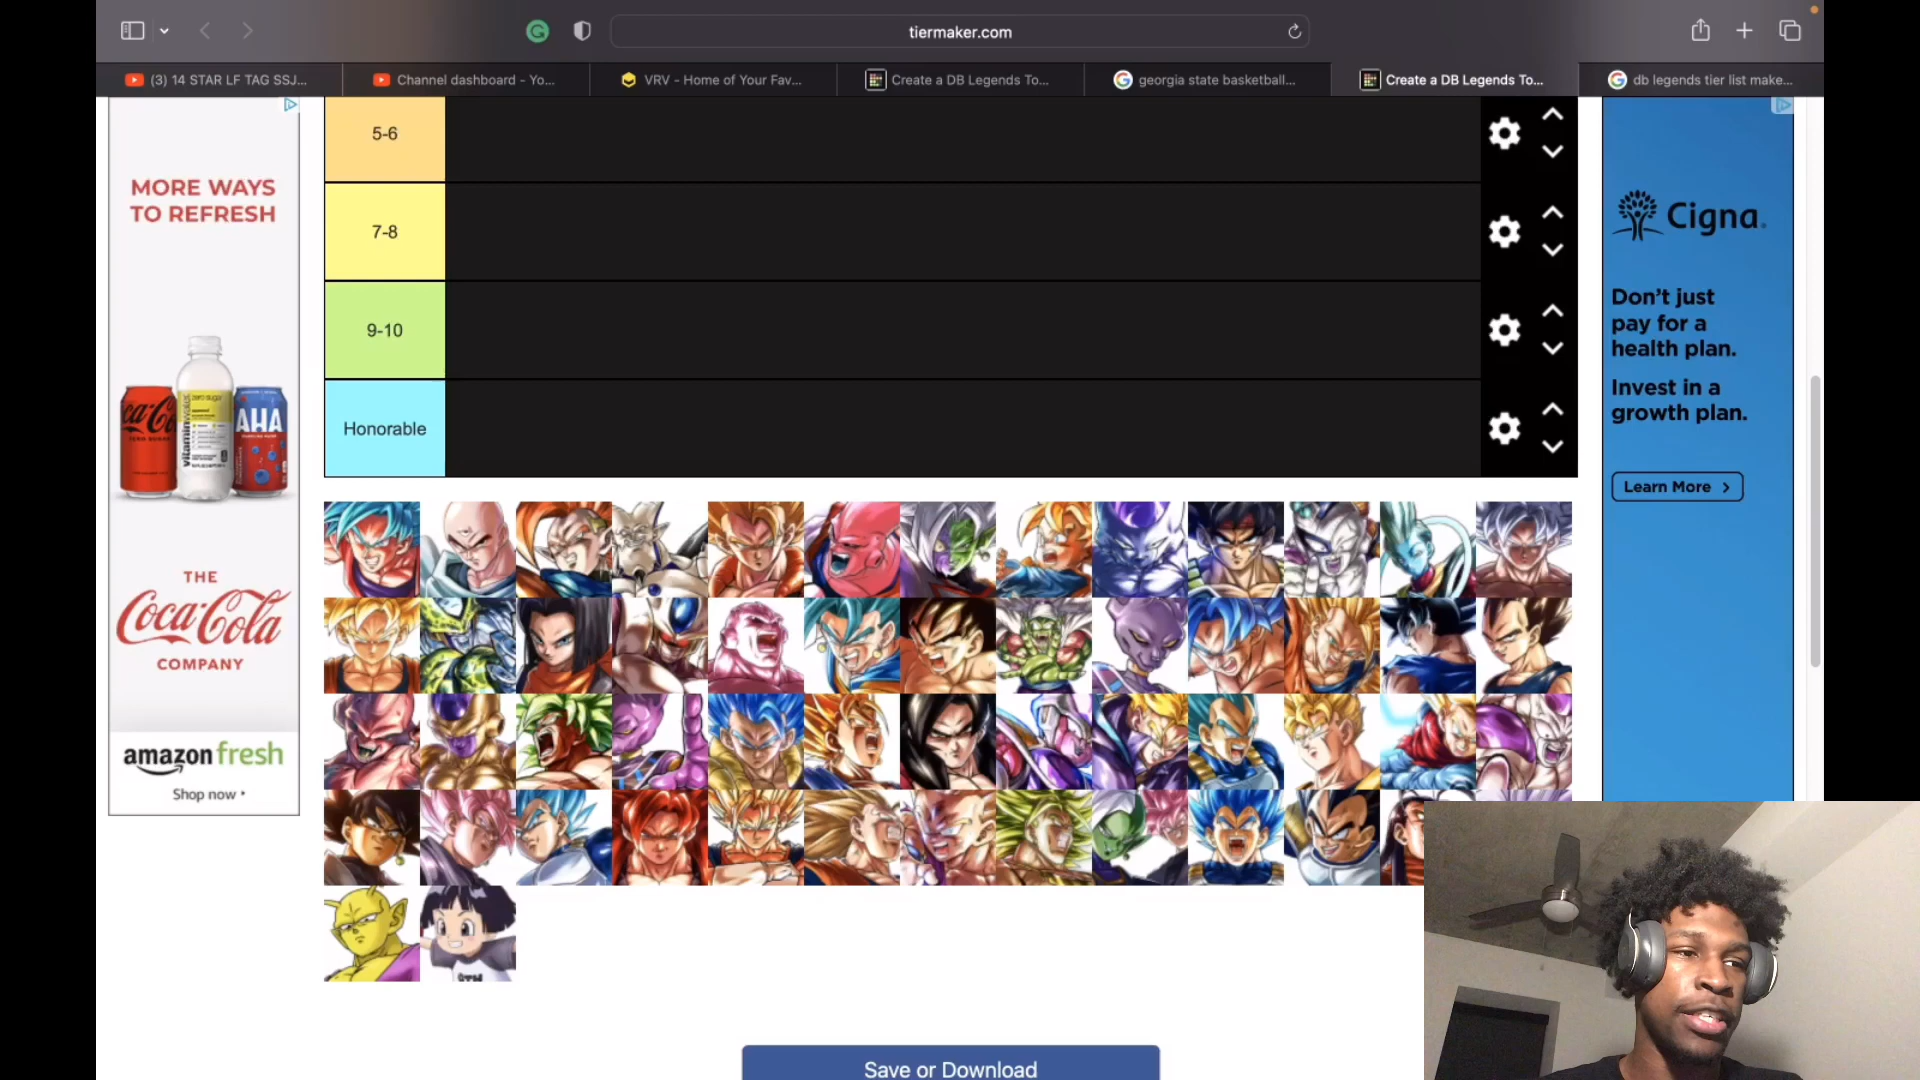 tiermaker.com
(3) 14 STAR LF TAG SSJ...
Channel dashboard - Yo...
VRV - Home of Your Fav...
Create a DB Legends To...
georgia state basketball...
Create a DB Legends To...
db legends tier list make...
MORE WAYS
TO REFRESH
AHA
THE
Coca-Cola
COMPANY
amazon fresh
Shop now
5-6
7-8
9-10
Honorable
Cigna
Don't just
pay for a
health plan.
Invest in a
growth plan.
Learn More
Save or Download